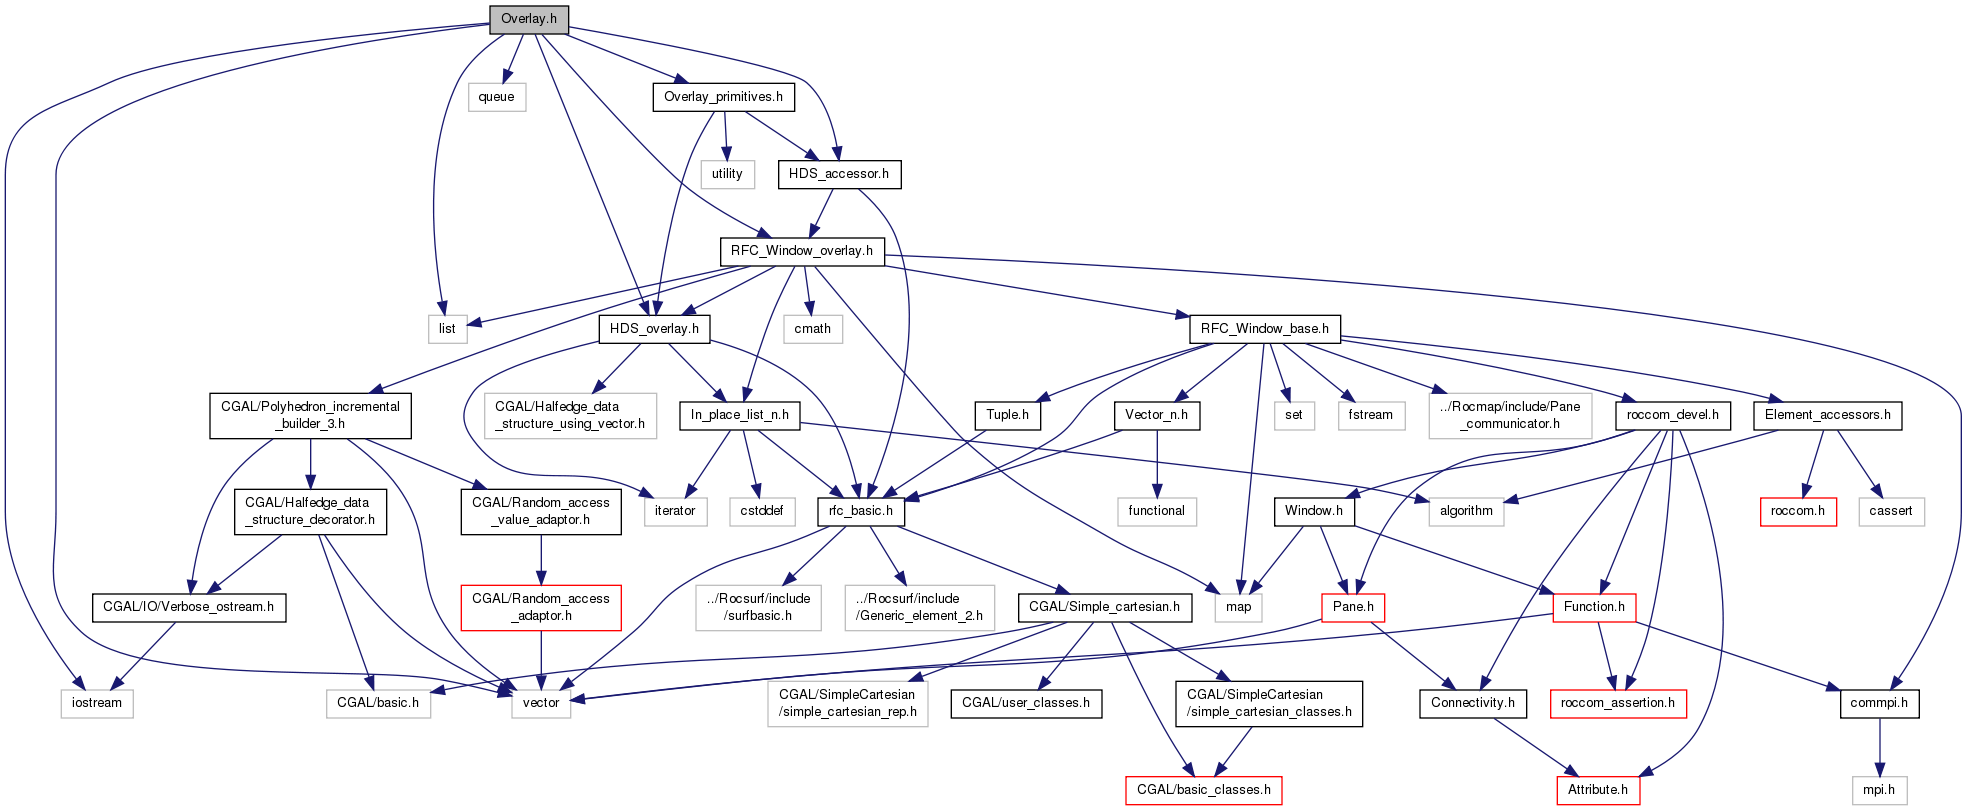 Overlay.h
queue
Overlay_primitives.h
utility
HDS_accessor.h
RFC_Window_overlay.h
list
HDS_overlay.h
cmath
RFC_Window_base.h
CGAL/Polyhedron_incremental
_builder_3.h
CGAL/Halfedge_data
_structure_using_vector.h
In_place_list_n.h
Tuple.h
Vector_n.h
set
fstream
../Rocmap/include/Pane
_communicator.h
roccom_devel.h
Element_accessors.h
CGAL/Halfedge_data
_structure_decorator.h
CGAL/Random_access
_value_adaptor.h
iterator
cstddef
rfc_basic.h
functional
Window.h
algorithm
roccom.h
cassert
CGAL/IO/Verbose_ostream.h
CGAL/Random_access
_adaptor.h
../Rocsurf/include
/surfbasic.h
../Rocsurf/include
/Generic_element_2.h
CGAL/Simple_cartesian.h
map
Pane.h
Function.h
iostream
CGAL/basic.h
vector
CGAL/SimpleCartesian
/simple_cartesian_rep.h
CGAL/user_classes.h
CGAL/SimpleCartesian
/simple_cartesian_classes.h
Connectivity.h
roccom_assertion.h
commpi.h
CGAL/basic_classes.h
Attribute.h
mpi.h